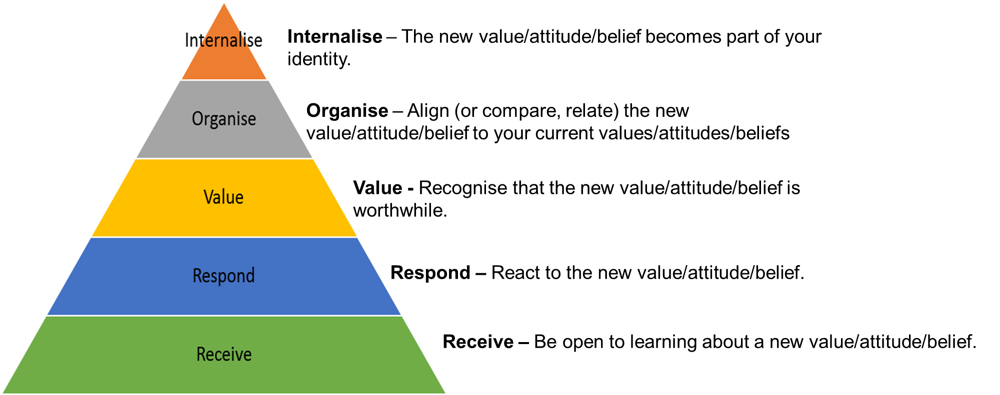 Internalise
Internalise – The new value/attitude/belief becomes part of your
identity.
Organise
Organise – Align (or compare, relate) the new
value/attitude/belief to your current values/attitudes/beliefs
Value
Value - Recognise that the new value/attitude/belief is
worthwhile.
Respond
Respond – React to the new value/attitude/belief.
Receive
Receive – Be open to learning about a new value/attitude/belief.